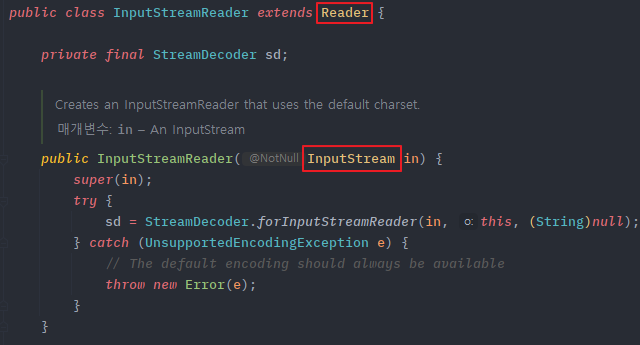 public class InputStreamReader extends Reader {
private final StreamDecoder sd;
Creates an InputStreamReader that uses the default charset.
매개변수: in – An InputStream
public InputStreamReader( @NotNull InputStream in) {
super(in);
try {
sd = StreamDecoder.forInputStreamReader(in, o: this, (String)null);
} catch (UnsupportedEncodingException e) {
// The default encoding should always be available
throw new Error(e);
}
}